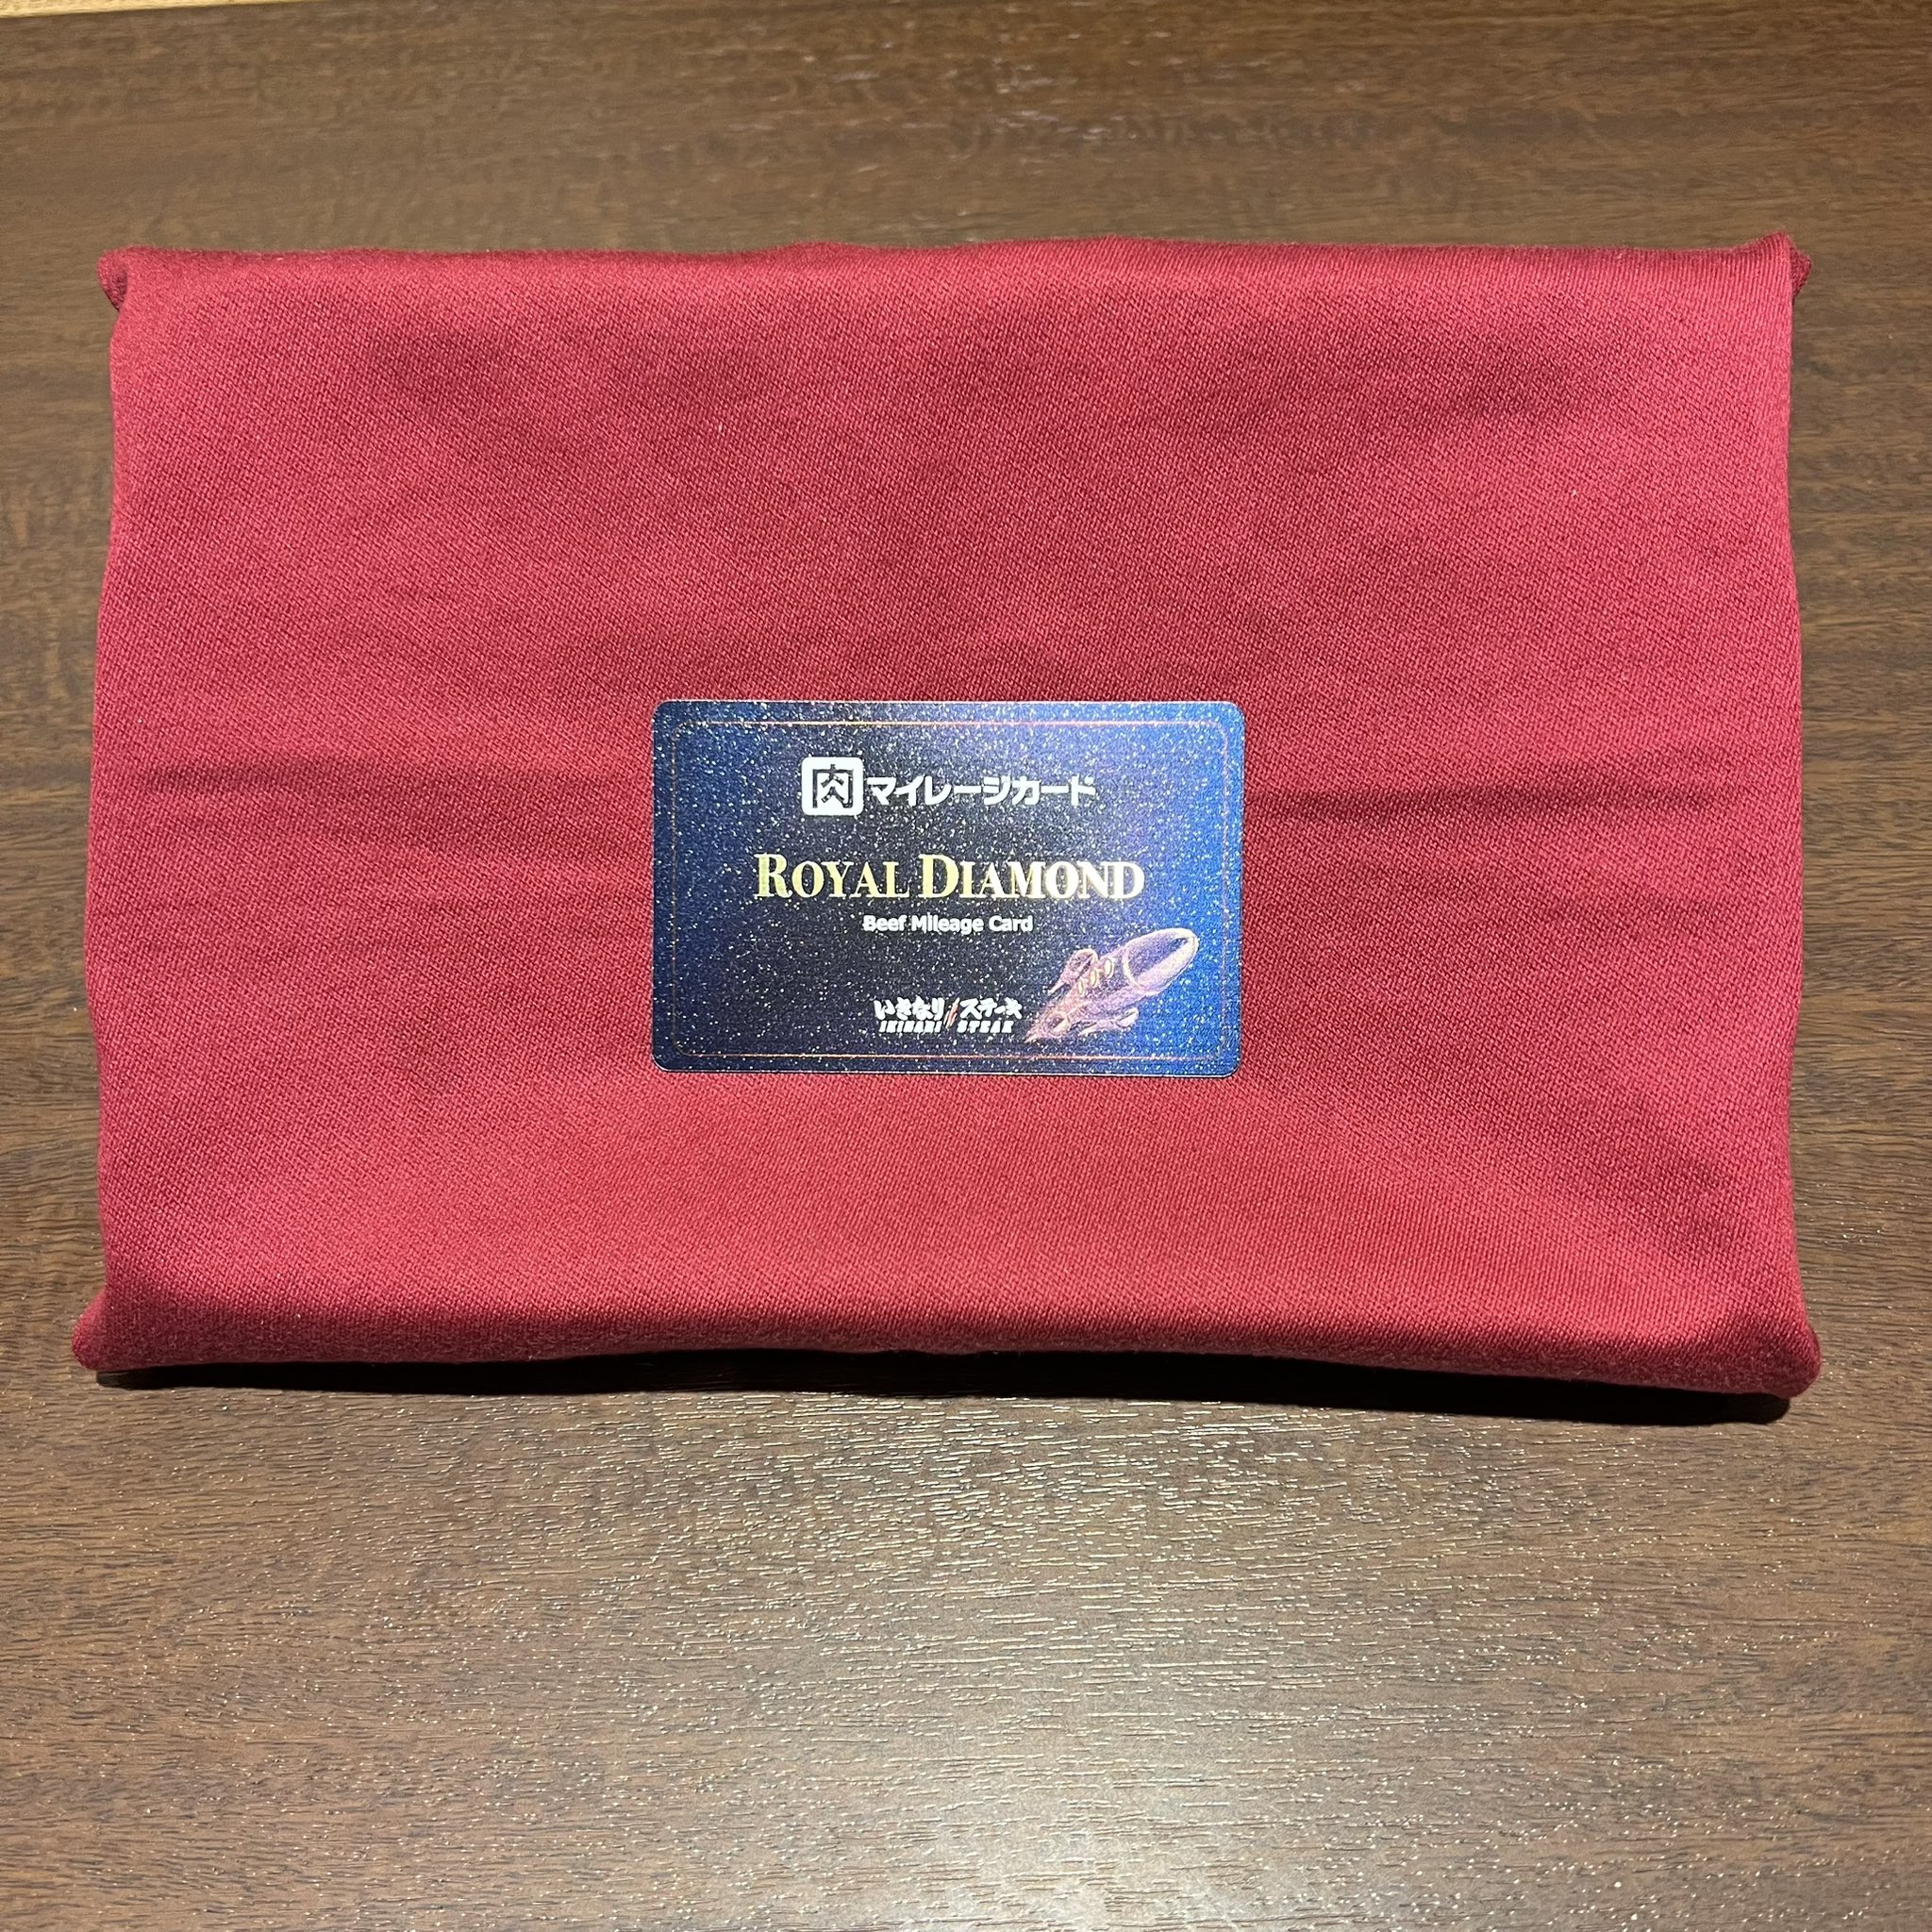 肉マイレージカード
ROYAL DIAMOND
Beef Mileage Card
いきなり!ステーキ
IKINARI STEAK